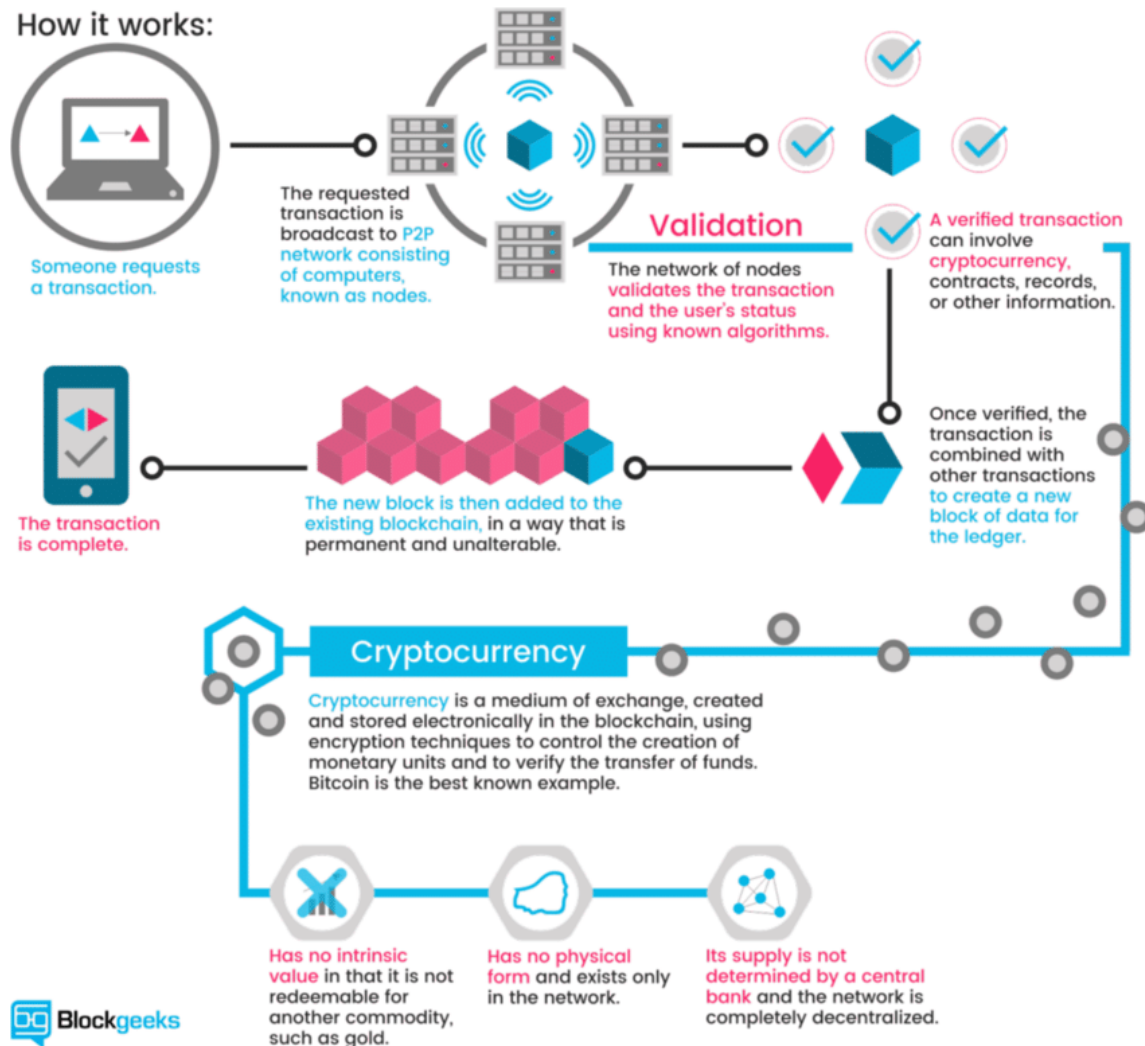 How it works:
Someone requests
a transaction.
The requested
transaction is
broadcast to P2P
network consisting
of computers,
known as nodes.
Validation
The network of nodes
validates the transaction
and the user's status
using known algorithms.
A verified transaction
can involve
cryptocurrency,
contracts, records,
or other information.
Once verified, the
transaction is
combined with
other transactions
to create a new
block of data for
the ledger.
The new block is then added to the
existing blockchain, in a way that is
permanent and unalterable.
The transaction
is complete.
Cryptocurrency
Cryptocurrency is a medium of exchange, created
and stored electronically in the blockchain, using
encryption techniques to control the creation of
monetary units and to verify the transfer of funds.
Bitcoin is the best known example.
Has no intrinsic
value in that it is not
redeemable for
another commodity,
such as gold.
Has no physical
form and exists only
in the network.
Its supply is not
determined by a central
bank and the network is
completely decentralized.
Blockgeeks